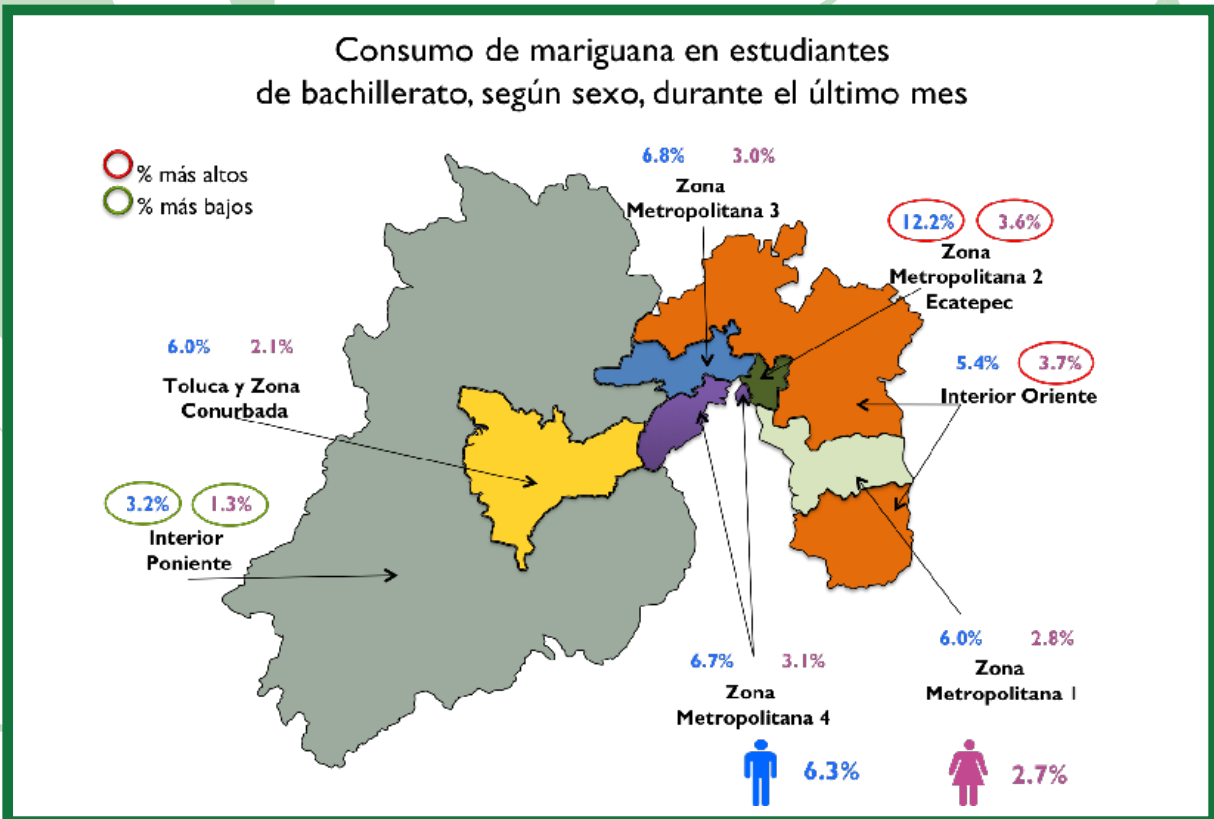 Consumo de mariguana en estudiantes
de bachillerato, según sexo, durante el último mes
% más altos
% más bajos
6.8% 3.0%
Zona
Metropolitana 3
12.2% 3.6%
Zona
Metropolitana 2
Ecatepec
6.0% 2.1%
Toluca y Zona
Conurbada
5.4% 3.7%
Interior Oriente
3.2% 1.3%
Interior
Poniente
6.7% 3.1%
Zona
Metropolitana 4
6.0% 2.8%
Zona
Metropolitana 1
6.3% 2.7%